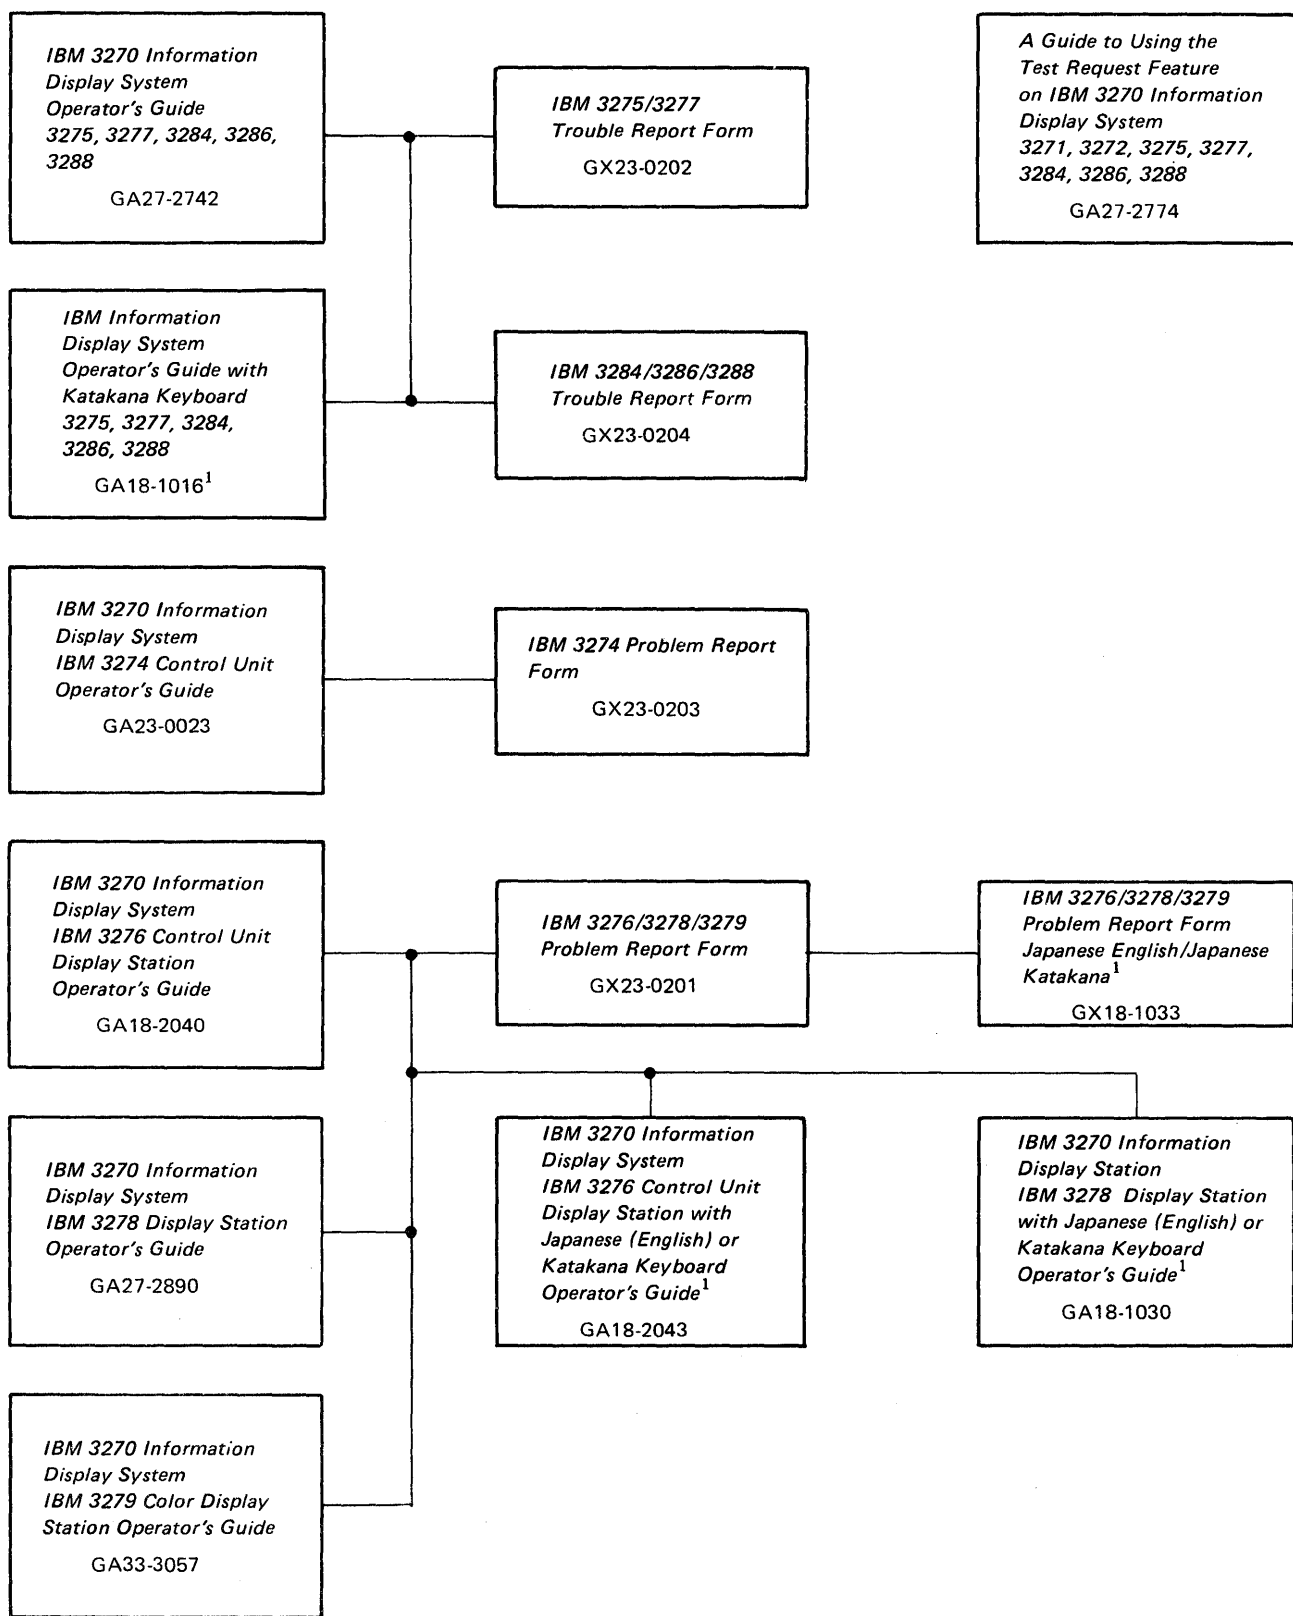 IBM 3270 Information
Display System
Operator's Guide
3275, 3277, 3284, 3286,
3288
GA27-2742
IBM 3275/3277
Trouble Report Form
GX23-0202
A Guide to Using the
Test Request Feature
on IBM 3270 Information
Display System
3271, 3272, 3275, 3277,
3284, 3286, 3288
GA27-2774
IBM Information
Display System
Operator's Guide with
Katakana Keyboard
3275, 3277, 3284,
3286, 3288
GA18-1016¹
IBM 3284/3286/3288
Trouble Report Form
GX23-0204
IBM 3270 Information
Display System
IBM 3274 Control Unit
Operator's Guide
GA23-0023
IBM 3274 Problem Report
Form
GX23-0203
IBM 3270 Information
Display System
IBM 3276 Control Unit
Display Station
Operator's Guide
GA18-2040
IBM 3276/3278/3279
Problem Report Form
GX23-0201
IBM 3276/3278/3279
Problem Report Form
Japanese English/Japanese
Katakana¹
GX18-1033
IBM 3270 Information
Display System
IBM 3278 Display Station
Operator's Guide
GA27-2890
IBM 3270 Information
Display System
IBM 3276 Control Unit
Display Station with
Japanese (English) or
Katakana Keyboard
Operator's Guide¹
GA18-2043
IBM 3270 Information
Display Station
IBM 3278 Display Station
with Japanese (English) or
Katakana Keyboard
Operator's Guide¹
GA18-1030
IBM 3270 Information
Display System
IBM 3279 Color Display
Station Operator's Guide
GA33-3057